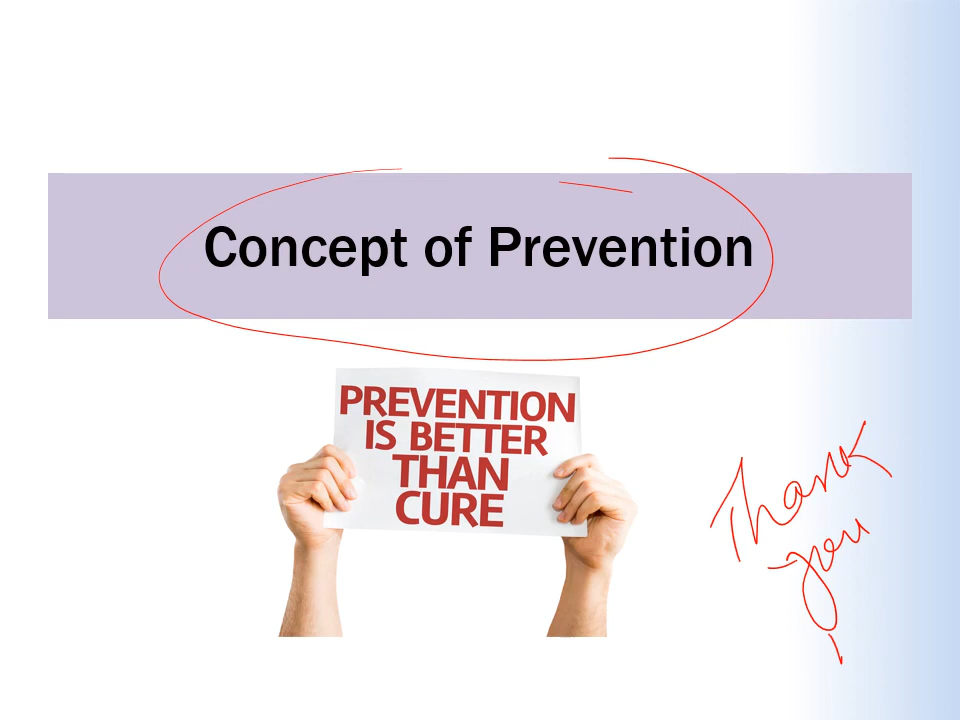 Concept of Prevention
PREVENTION
IS BETTER
THAN
CURE
Thank
you